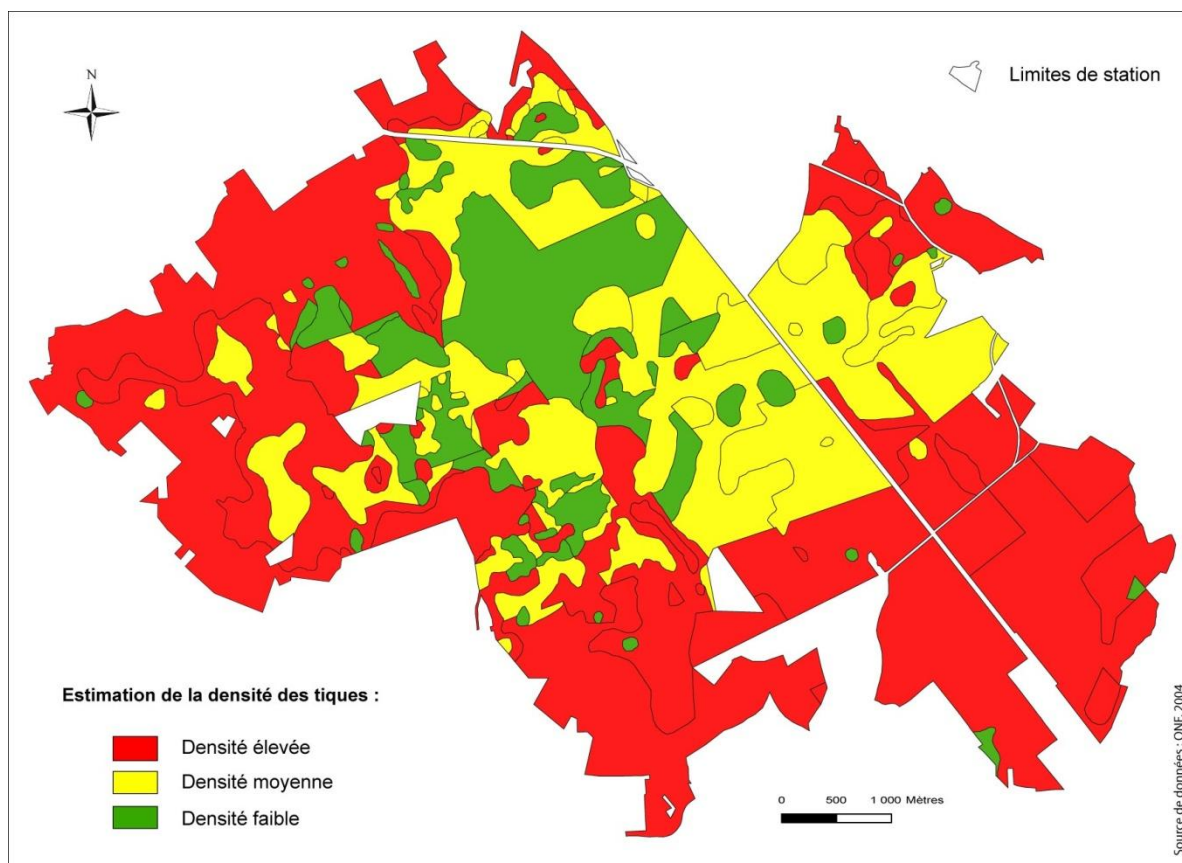 N
Limites de station
Estimation de la densité des tiques :
Densité élevée
Densité moyenne
Densité faible
0 500 1 000 Mètres
Source de données : ONF, 2004